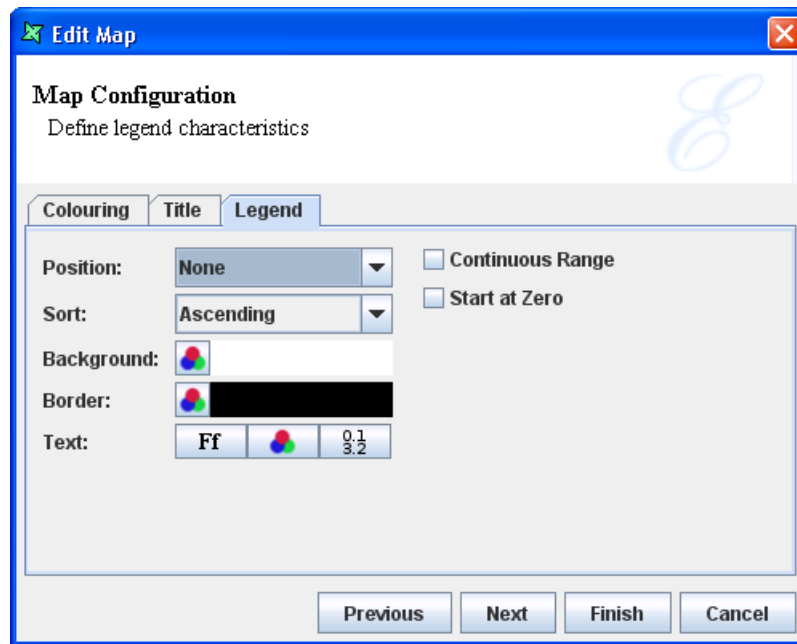 Edit Map
Map Configuration
Define legend characteristics
Colouring Title Legend
Position: None Continuous Range
Sort: Ascending Start at Zero
Background:
Border:
Text: Ff 0.1 3.2
Previous Next Finish Cancel